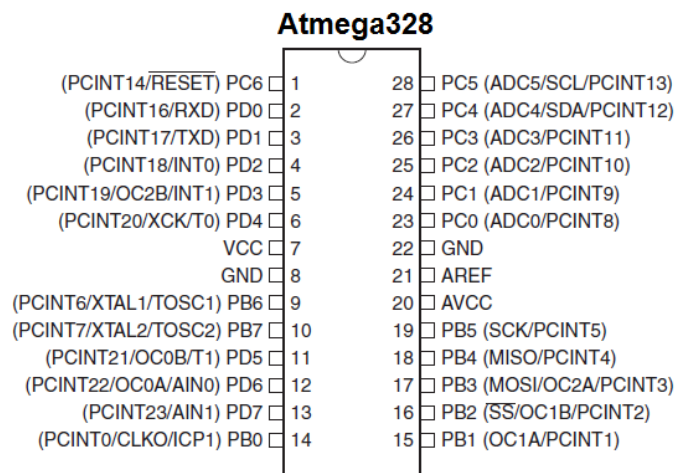 Atmega328
(PCINT14/RESET) PC6 1 28 PC5 (ADC5/SCL/PCINT13)
(PCINT16/RXD) PD0 2 27 PC4 (ADC4/SDA/PCINT12)
(PCINT17/TXD) PD1 3 26 PC3 (ADC3/PCINT11)
(PCINT18/INT0) PD2 4 25 PC2 (ADC2/PCINT10)
(PCINT19/OC2B/INT1) PD3 5 24 PC1 (ADC1/PCINT9)
(PCINT20/XCK/T0) PD4 6 23 PC0 (ADC0/PCINT8)
VCC 7 22 GND
GND 8 21 AREF
(PCINT6/XTAL1/TOSC1) PB6 9 20 AVCC
(PCINT7/XTAL2/TOSC2) PB7 10 19 PB5 (SCK/PCINT5)
(PCINT21/OC0B/T1) PD5 11 18 PB4 (MISO/PCINT4)
(PCINT22/OC0A/AIN0) PD6 12 17 PB3 (MOSI/OC2A/PCINT3)
(PCINT23/AIN1) PD7 13 16 PB2 (SS/OC1B/PCINT2)
(PCINT0/CLKO/ICP1) PB0 14 15 PB1 (OC1A/PCINT1)